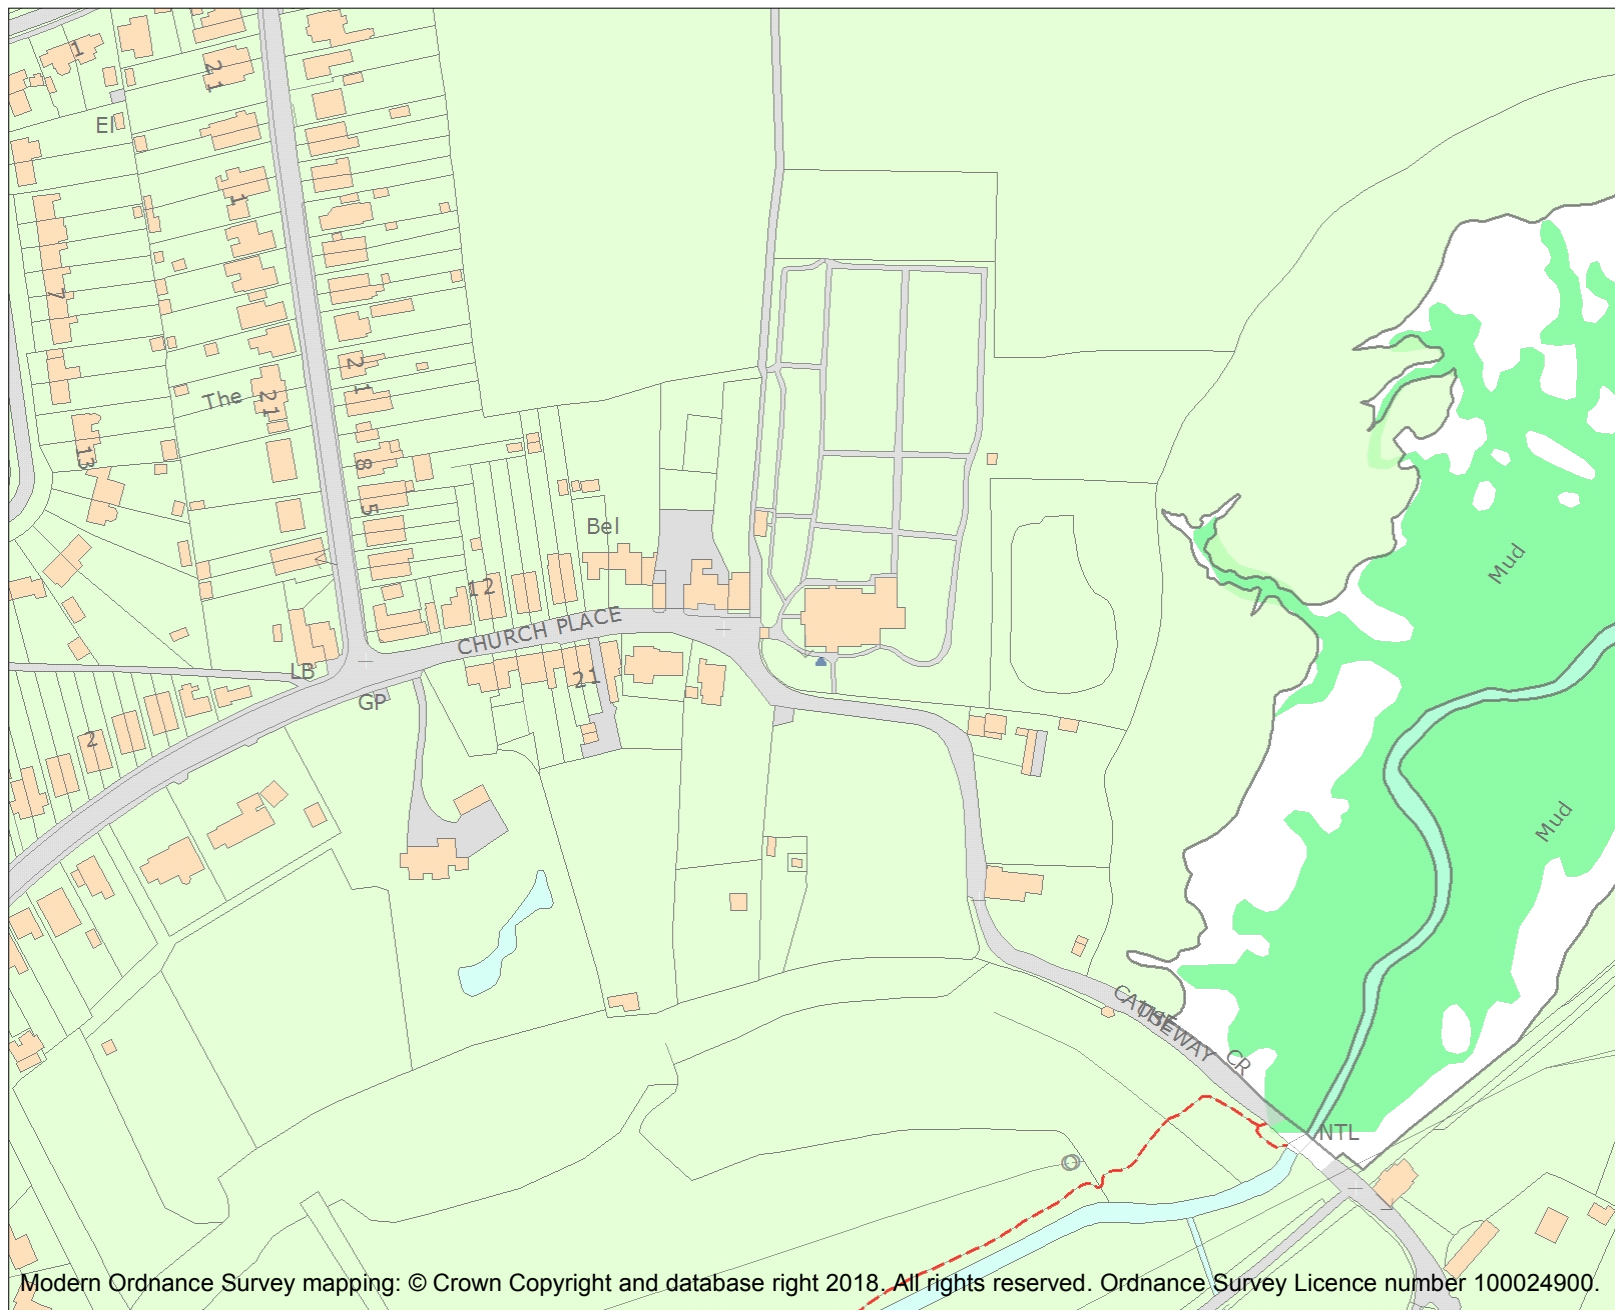 1
21
El
1
7
The
21
21
13
8
5
Bel
12
CHURCH PLACE
LB
21
GP
2
Mud
Mud
CAUSEWAY
CR
NTL
Modern Ordnance Survey mapping: © Crown Copyright and database right 2018. All rights reserved. Ordnance Survey Licence number 100024900.